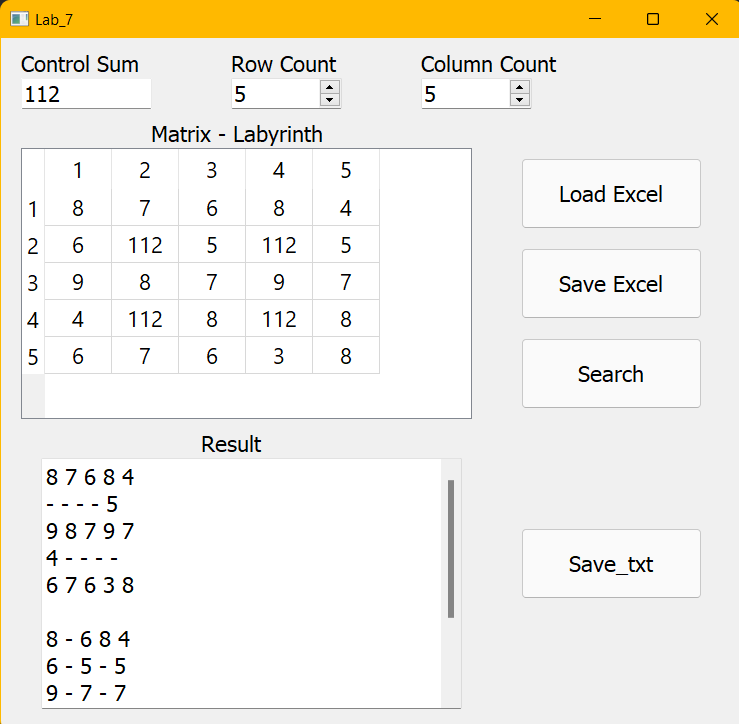 Lab_7
Control Sum Row Count Column Count
112 5 5
Matrix - Labyrinth
1 2 3 4 5
1 8 7 6 8 4
2 6 112 5 112 5
3 9 8 7 9 7
4 4 112 8 112 8
5 6 7 6 3 8
Load Excel
Save Excel
Search
Result
8 7 6 8 4
- - - - 5
9 8 7 9 7
4 - - - -
6 7 6 3 8
8 - 6 8 4
6 - 5 - 5
9 - 7 - 7
Save_txt